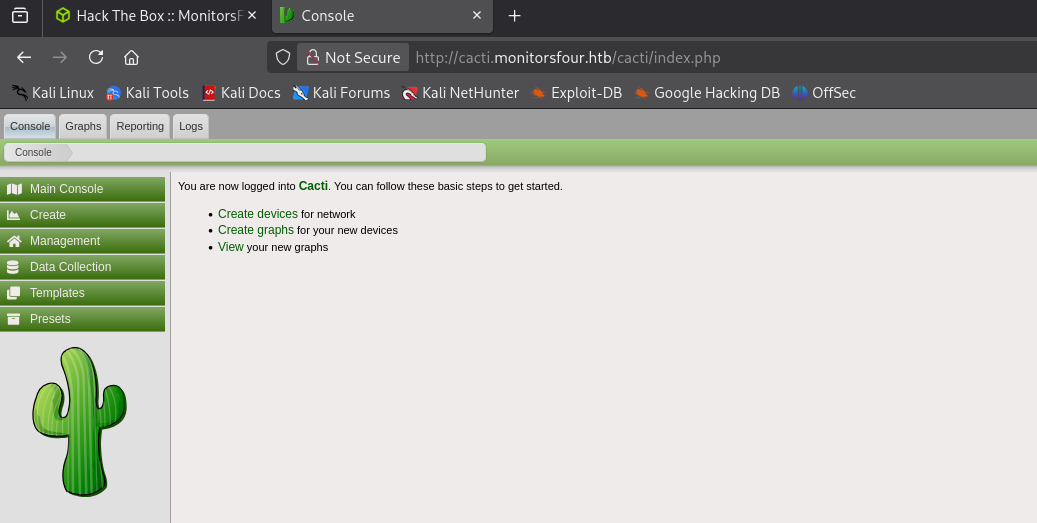 Hack The Box :: MonitorsF
Console
Not Secure http://cacti.monitorsfour.htb/cacti/index.php
Kali Linux Kali Tools Kali Docs Kali Forums Kali NetHunter Exploit-DB Google Hacking DB OffSec
Console Graphs Reporting Logs
Console
Main Console
Create
Management
Data Collection
Templates
Presets
You are now logged into Cacti. You can follow these basic steps to get started.
Create devices for network
Create graphs for your new devices
View your new graphs